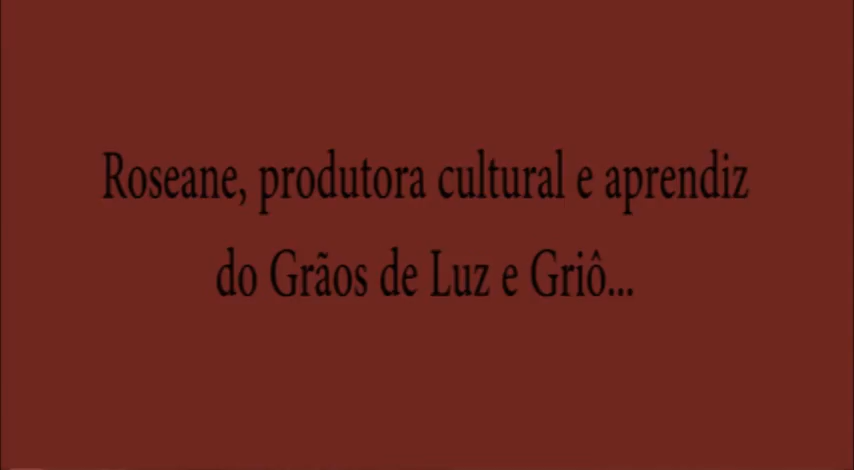 Roseane, produtora cultural e aprendiz
do Grãos de Luz e Griô...